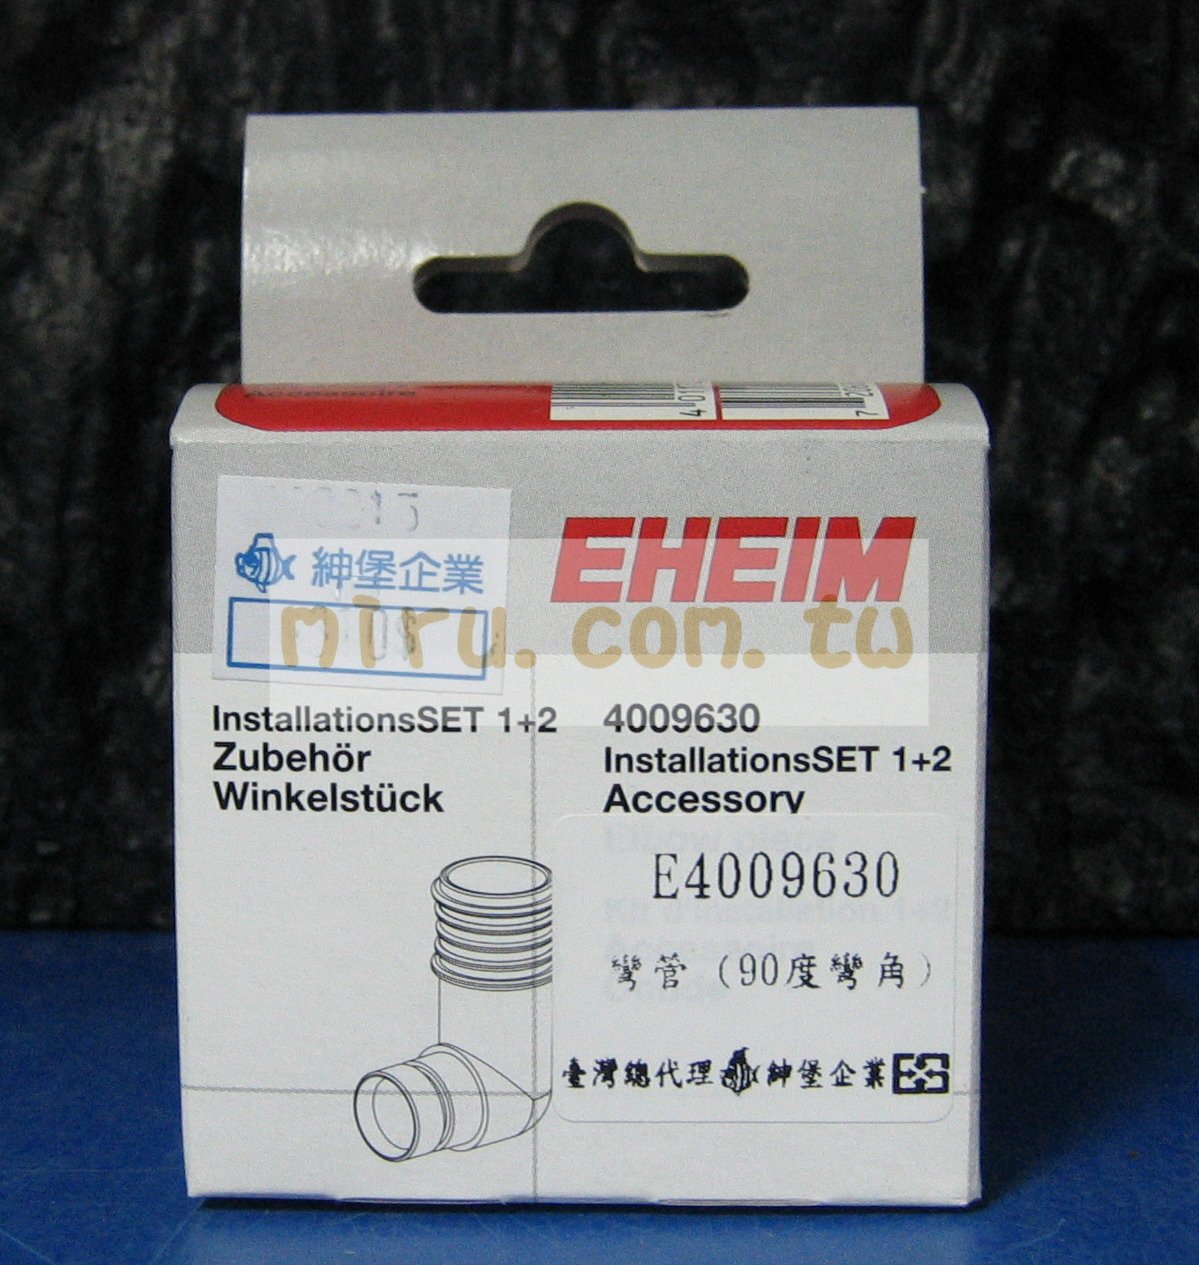 Accessoire
紳堡企業
EHEIM
miru.com.tw
InstallationsSET 1+2
Zubehör
Winkelstück
4009630
InstallationsSET 1+2
Accessory
E4009630
彎管 (90度彎角)
臺灣總代理 紳堡企業